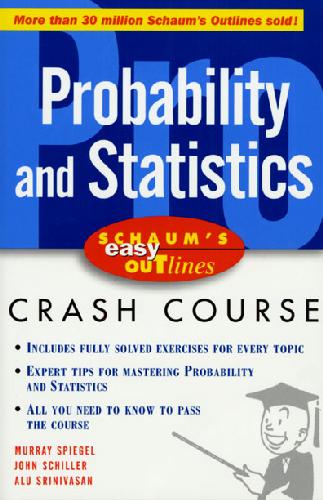 More than 30 million Schaum's Outlines sold!
Pro
Probability
and Statistics
SCHAUM'S
easy
OUTlines
CRASH COURSE
• INCLUDES FULLY SOLVED EXERCISES FOR EVERY TOPIC
• EXPERT TIPS FOR MASTERING PROBABILITY
AND STATISTICS
• ALL YOU NEED TO KNOW TO PASS
THE COURSE
MURRAY SPIEGEL
JOHN SCHILLER
ALU SRINIVASAN